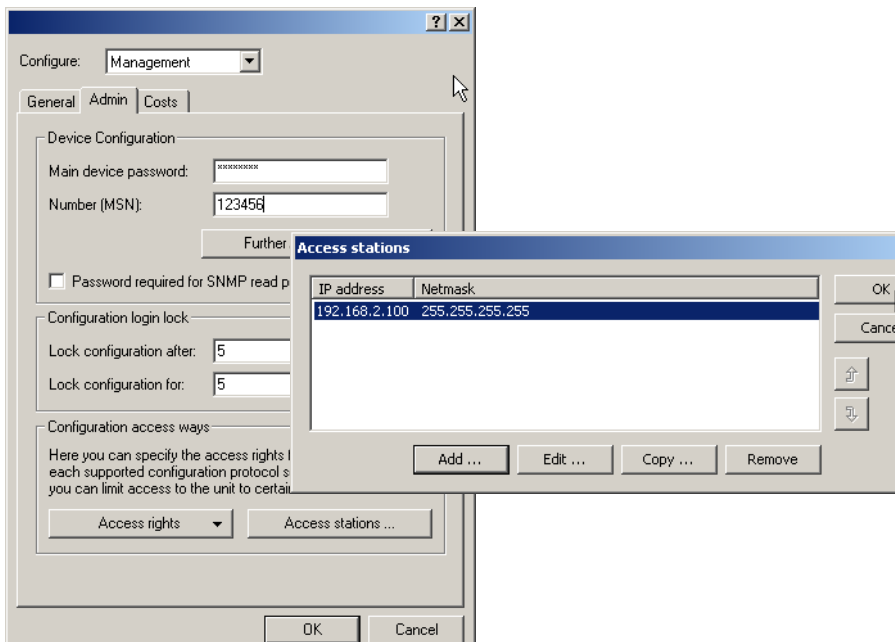 Configure: Management
General Admin Costs
Device Configuration
Main device password: ********
Number (MSN): 123456
Further
Password required for SNMP read p
Configuration login lock
Lock configuration after: 5
Lock configuration for: 5
Configuration access ways
Here you can specify the access rights f
each supported configuration protocol s
you can limit access to the unit to certain
Access rights Access stations ...
OK Cancel
Access stations
IP address Netmask
192.168.2.100 255.255.255.255
OK
Cance
Add ... Edit ... Copy ... Remove